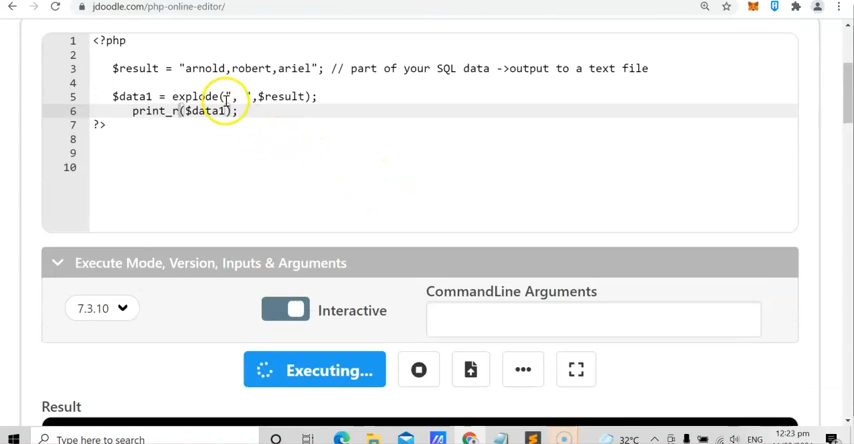 jdoodle.com/php-online-editor/
1 <?php
2
3 $result = "arnold,robert,ariel"; // part of your SQL data ->output to a text file
4
5 $data1 = explode(", ",$result);
6 print_r($data1);
7 ?>
8
9
10
Execute Mode, Version, Inputs & Arguments
CommandLine Arguments
7.3.10 Interactive
Executing...
Result
Type here to search
32°C
12:23 pm